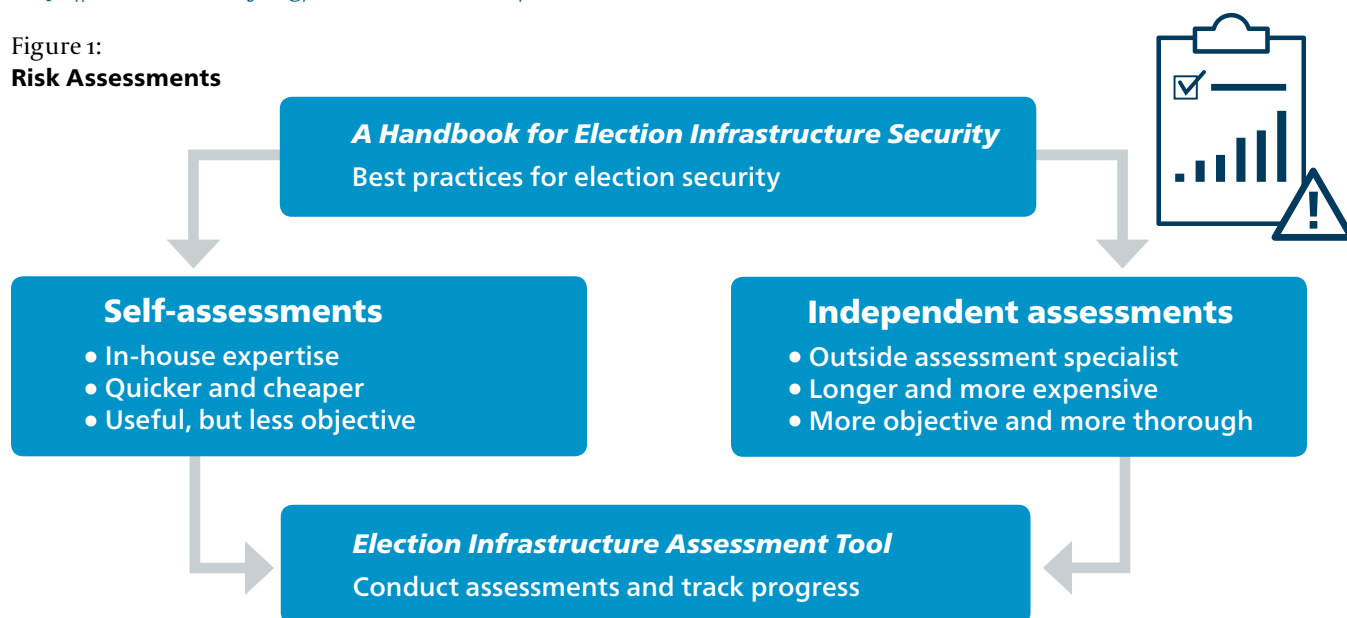 Figure 1:
Risk Assessments
A Handbook for Election Infrastructure Security
Best practices for election security
Self-assessments
• In-house expertise
• Quicker and cheaper
• Useful, but less objective
Independent assessments
• Outside assessment specialist
• Longer and more expensive
• More objective and more thorough
Election Infrastructure Assessment Tool
Conduct assessments and track progress